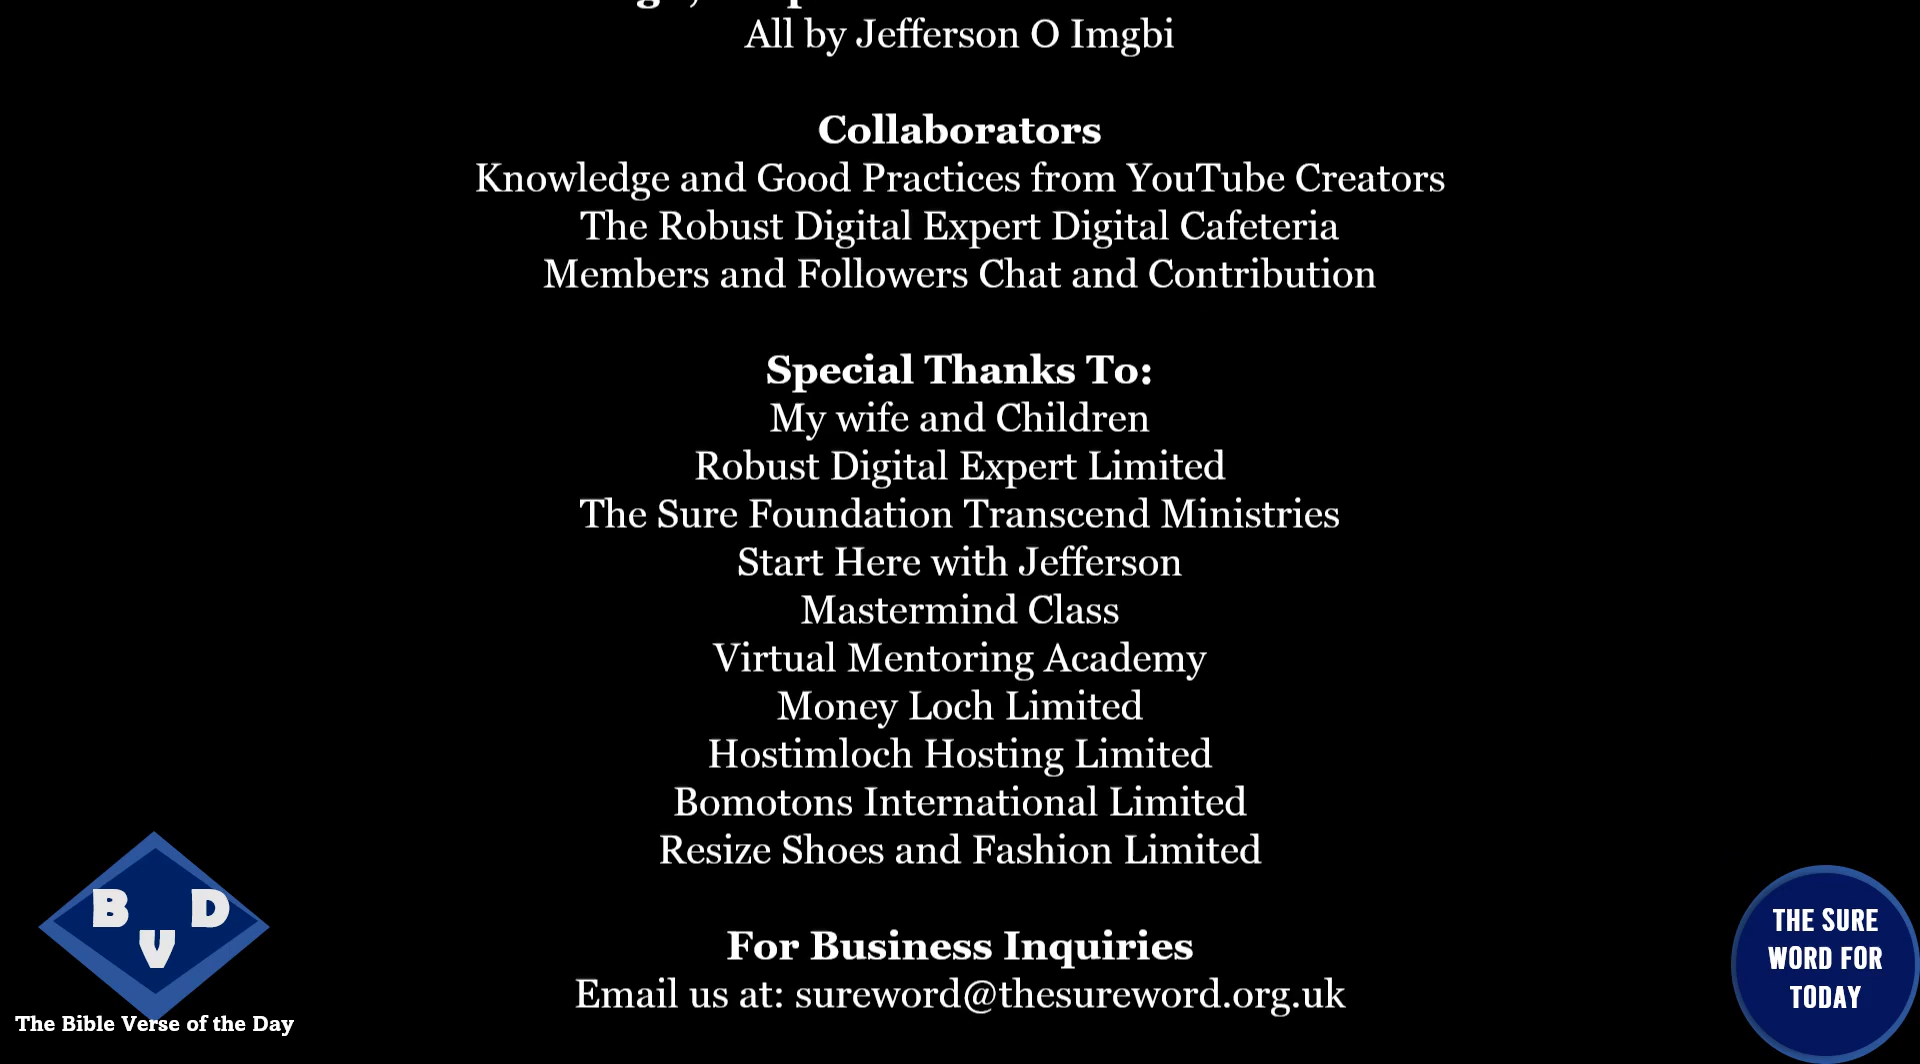 All by Jefferson O Imgbi
Collaborators
Knowledge and Good Practices from YouTube Creators
The Robust Digital Expert Digital Cafeteria
Members and Followers Chat and Contribution
Special Thanks To:
My wife and Children
Robust Digital Expert Limited
The Sure Foundation Transcend Ministries
Start Here with Jefferson
Mastermind Class
Virtual Mentoring Academy
Money Loch Limited
Hostimloch Hosting Limited
Bomotons International Limited
Resize Shoes and Fashion Limited
For Business Inquiries
Email us at: sureword@thesureword.org.uk
B V D
The Bible Verse of the Day
THE SURE
WORD FOR
TODAY